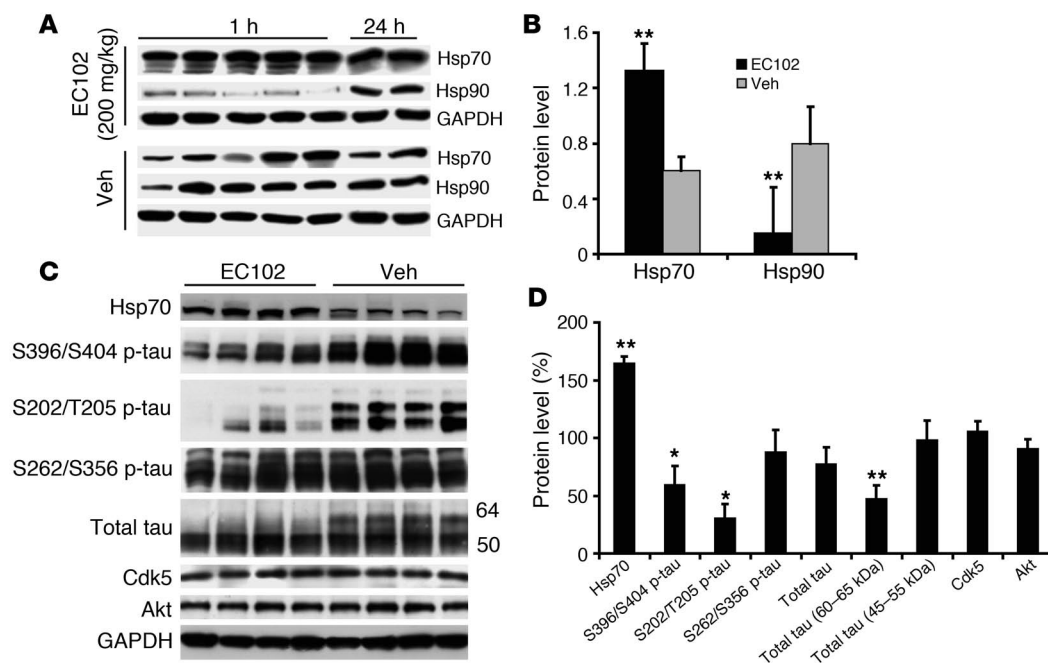 A
1 h
24 h
EC102
(200 mg/kg)
Hsp70
Hsp90
GAPDH
Veh
Hsp70
Hsp90
GAPDH
B
Protein level
1.6
1.2
0.8
0.4
0
**
**
EC102
Veh
Hsp70
Hsp90
C
EC102
Veh
Hsp70
S396/S404 p-tau
S202/T205 p-tau
S262/S356 p-tau
Total tau
64
50
Cdk5
Akt
GAPDH
D
Protein level (%)
200
150
100
50
0
**
*
*
**
Hsp70
S396/S404 p-tau
S202/T205 p-tau
S262/S356 p-tau
Total tau
Total tau (60–65 kDa)
Total tau (45–55 kDa)
Cdk5
Akt